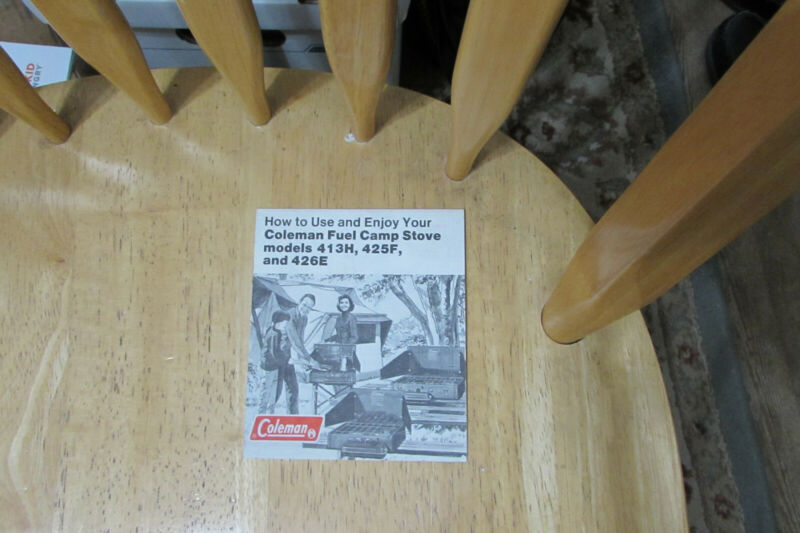 How to Use and Enjoy Your
Coleman Fuel Camp Stove
models 413H, 425F,
and 426E
Coleman